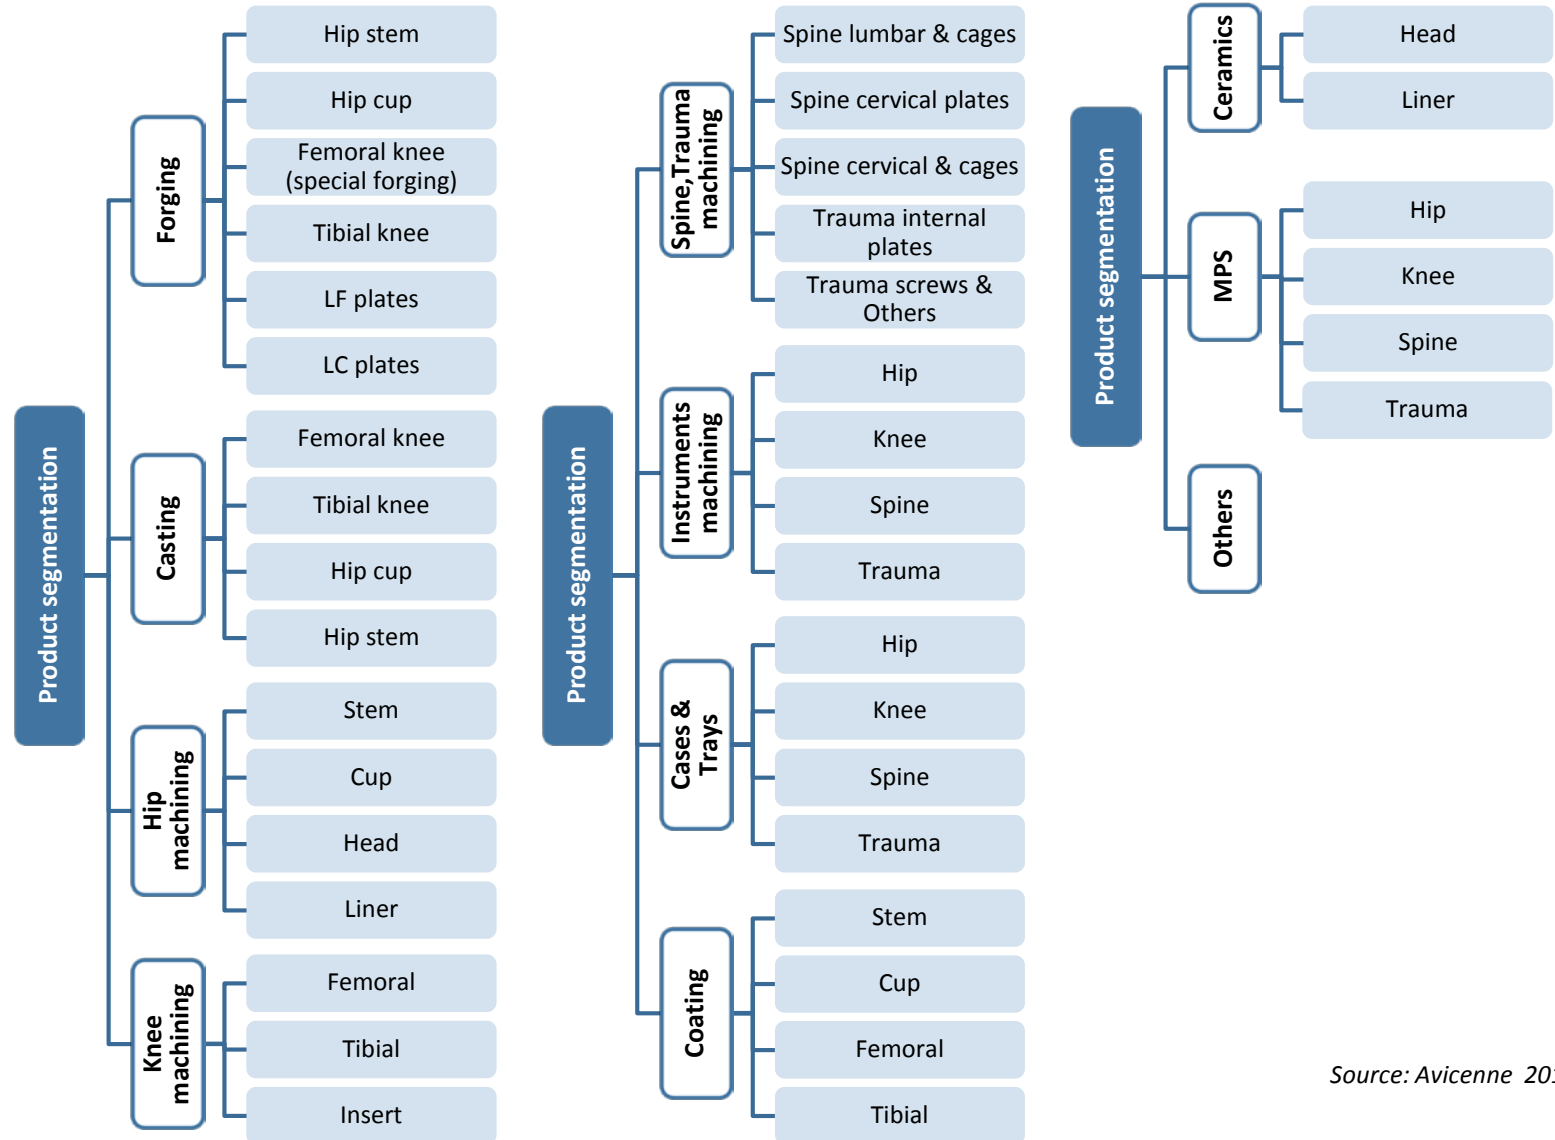 Product segmentation
Forging
Hip stem
Hip cup
Femoral knee
(special forging)
Tibial knee
LF plates
LC plates
Casting
Femoral knee
Tibial knee
Hip cup
Hip stem
Hip
machining
Stem
Cup
Head
Liner
Knee
machining
Femoral
Tibial
Insert
Product segmentation
Spine,Trauma
machining
Spine lumbar & cages
Spine cervical plates
Spine cervical & cages
Trauma internal
plates
Trauma screws &
Others
Instruments
machining
Hip
Knee
Spine
Trauma
Cases &
Trays
Hip
Knee
Spine
Trauma
Coating
Stem
Cup
Femoral
Tibial
Product segmentation
Ceramics
Head
Liner
MPS
Hip
Knee
Spine
Trauma
Others
Source: Avicenne